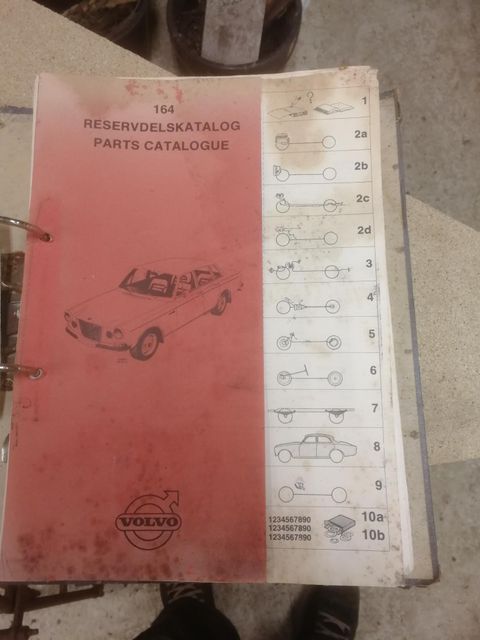 164
RESERVDELSKATALOG
PARTS CATALOGUE
VOLVO
1
2a
2b
2c
2d
3
4
5
6
7
8
9
1234567890
1234567890
1234567890
10a
10b